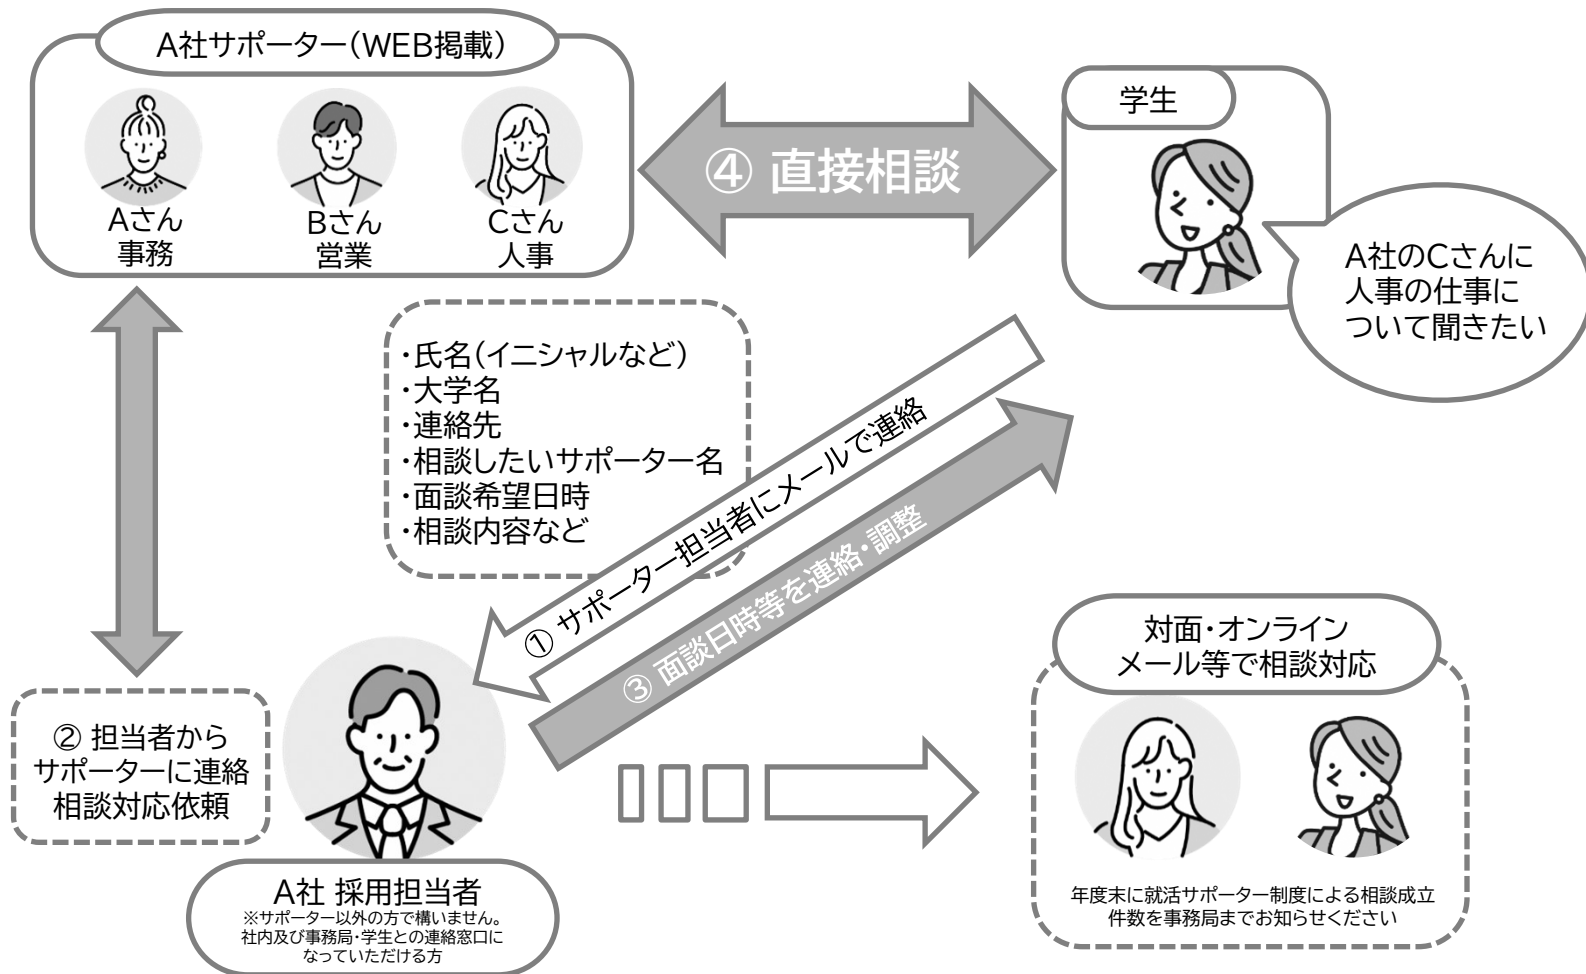 A社サポーター（WEB掲載）
Aさん
事務
Bさん
営業
Cさん
人事
④ 直接相談
学生
A社のCさんに
人事の仕事に
ついて聞きたい
・氏名（イニシャルなど）
・大学名
・連絡先
・相談したいサポーター名
・面談希望日時
・相談内容など
① サポーター担当者にメールで連絡
③ 面談日時等を連絡・調整
② 担当者から
サポーターに連絡
相談対応依頼
A社 採用担当者
※サポーター以外の方で構いません。
社内及び事務局・学生との連絡窓口に
なっていただける方
対面・オンライン
メール等で相談対応
年度末に就活サポーター制度による相談成立
件数を事務局までお知らせください